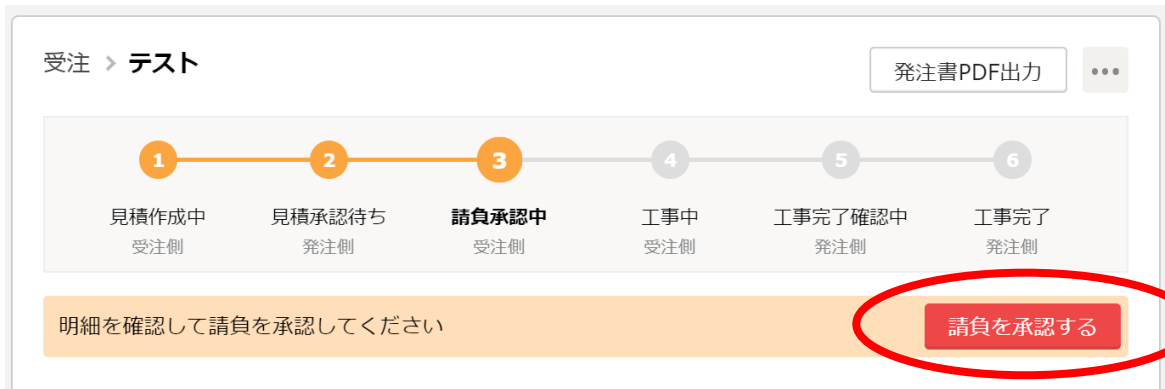 受注 > テスト
発注書PDF出力
1 2 3 4 5 6
見積作成中 見積承認待ち 請負承認中 工事中 工事完了確認中 工事完了
受注側 発注側 受注側 受注側 発注側 発注側
明細を確認して請負を承認してください
請負を承認する